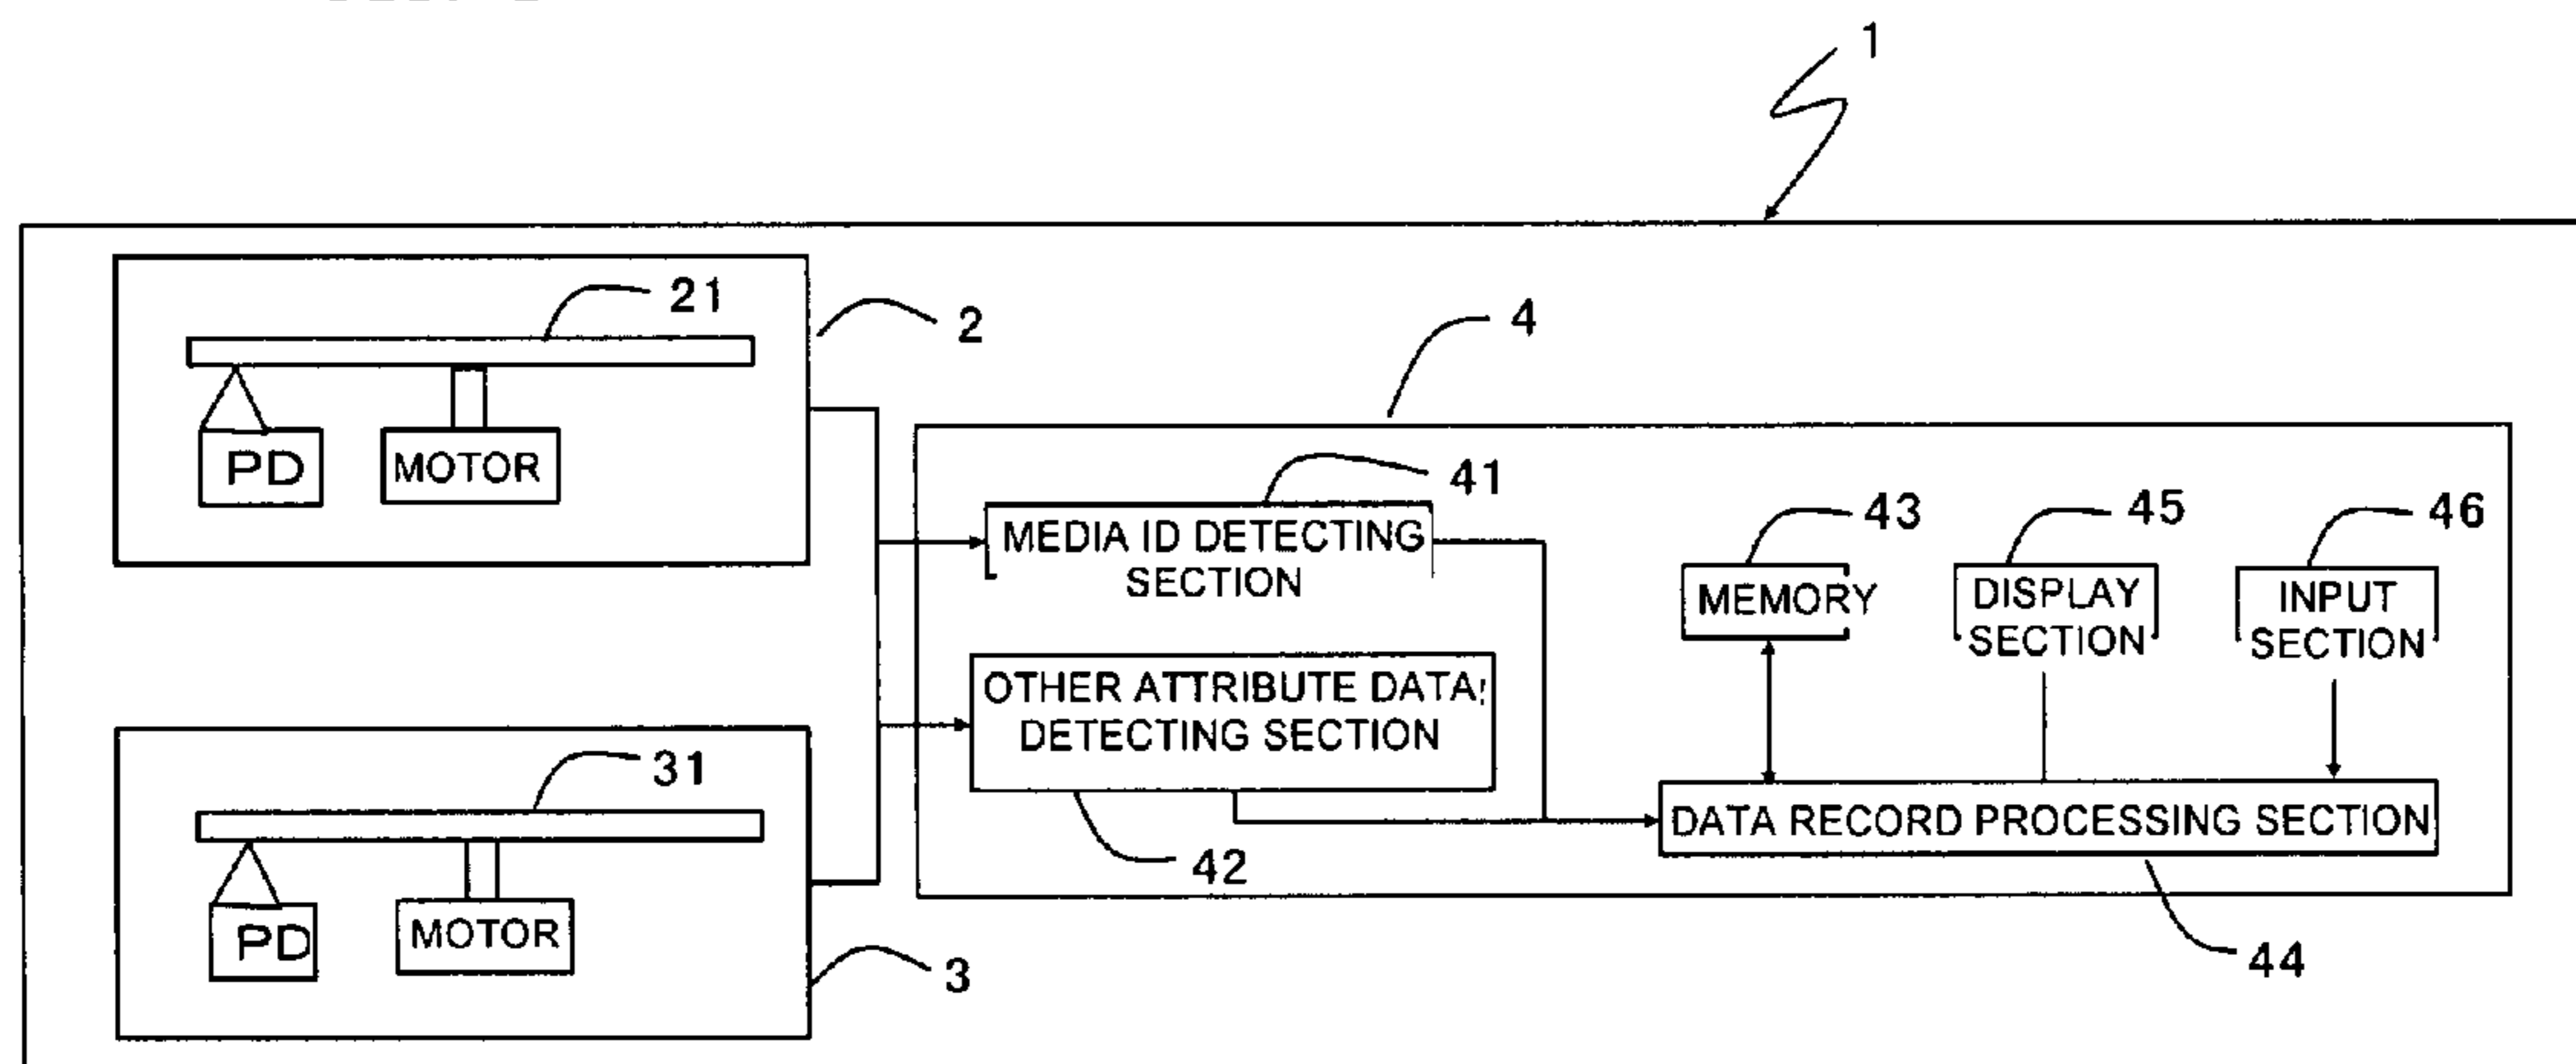 1
21
2
PD
MOTOR
4
41
MEDIA ID DETECTING
SECTION
43
MEMORY
45
DISPLAY
SECTION
46
INPUT
SECTION
OTHER ATTRIBUTE DATA
DETECTING SECTION
42
DATA RECORD PROCESSING SECTION
44
31
PD
MOTOR
3